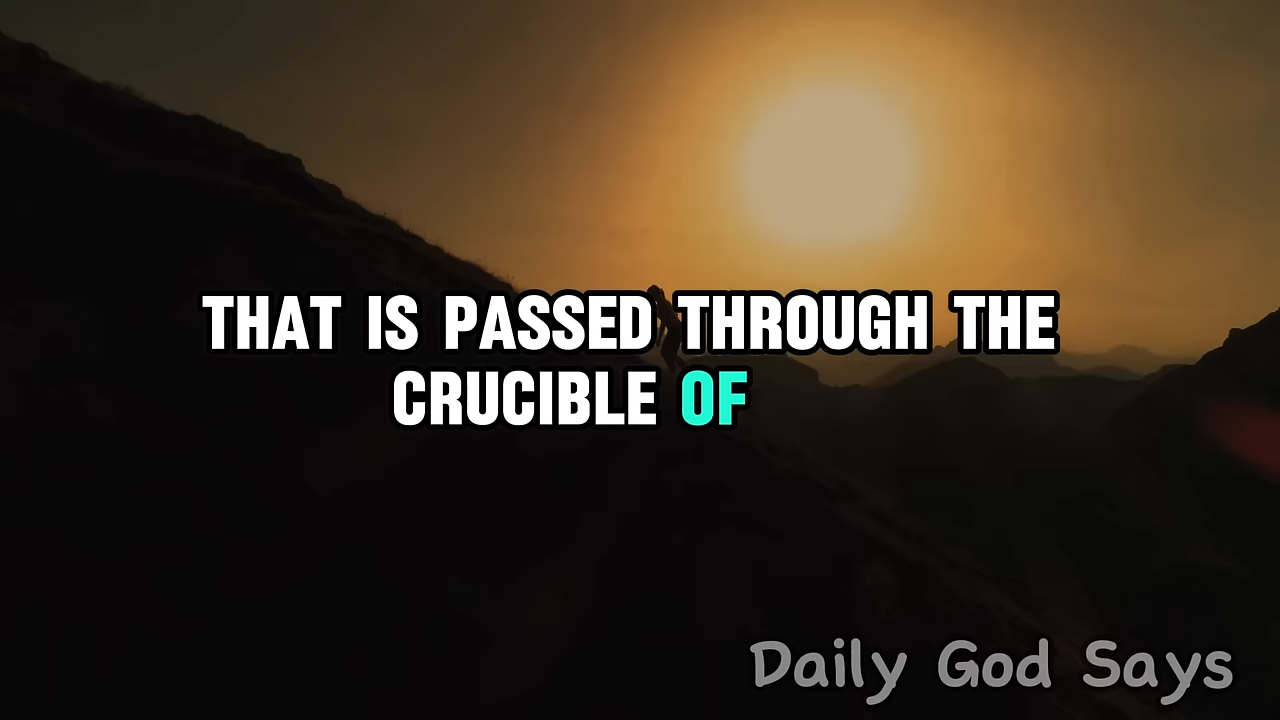 THAT IS PASSED THROUGH THE
CRUCIBLE OF
Daily God Says